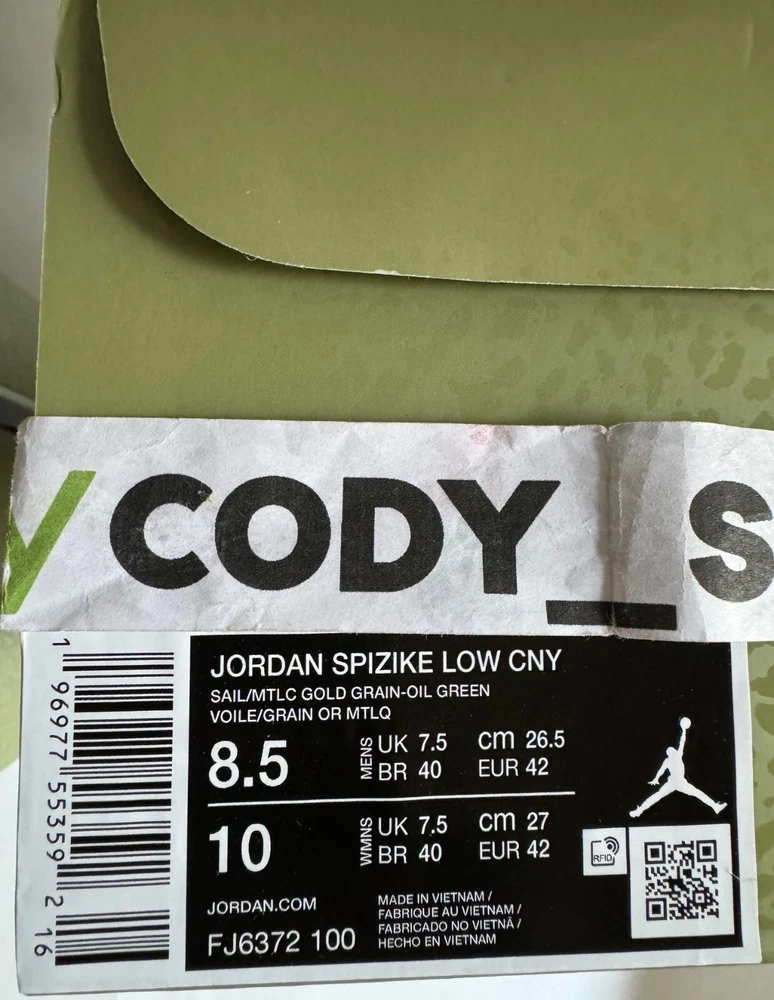 CODY_S
JORDAN SPIZIKE LOW CNY
SAIL/MTLC GOLD GRAIN-OIL GREEN
VOILE/GRAIN OR MTLQ
8.5 MENS UK 7.5 cm 26.5
BR 40 EUR 42
10 WMNS UK 7.5 cm 27
BR 40 EUR 42
RFID
JORDAN.COM
FJ6372 100
MADE IN VIETNAM /
FABRIQUE AU VIETNAM /
FABRICADO NO VIETNÃ /
HECHO EN VIETNAM
1 96977 55359 2 16